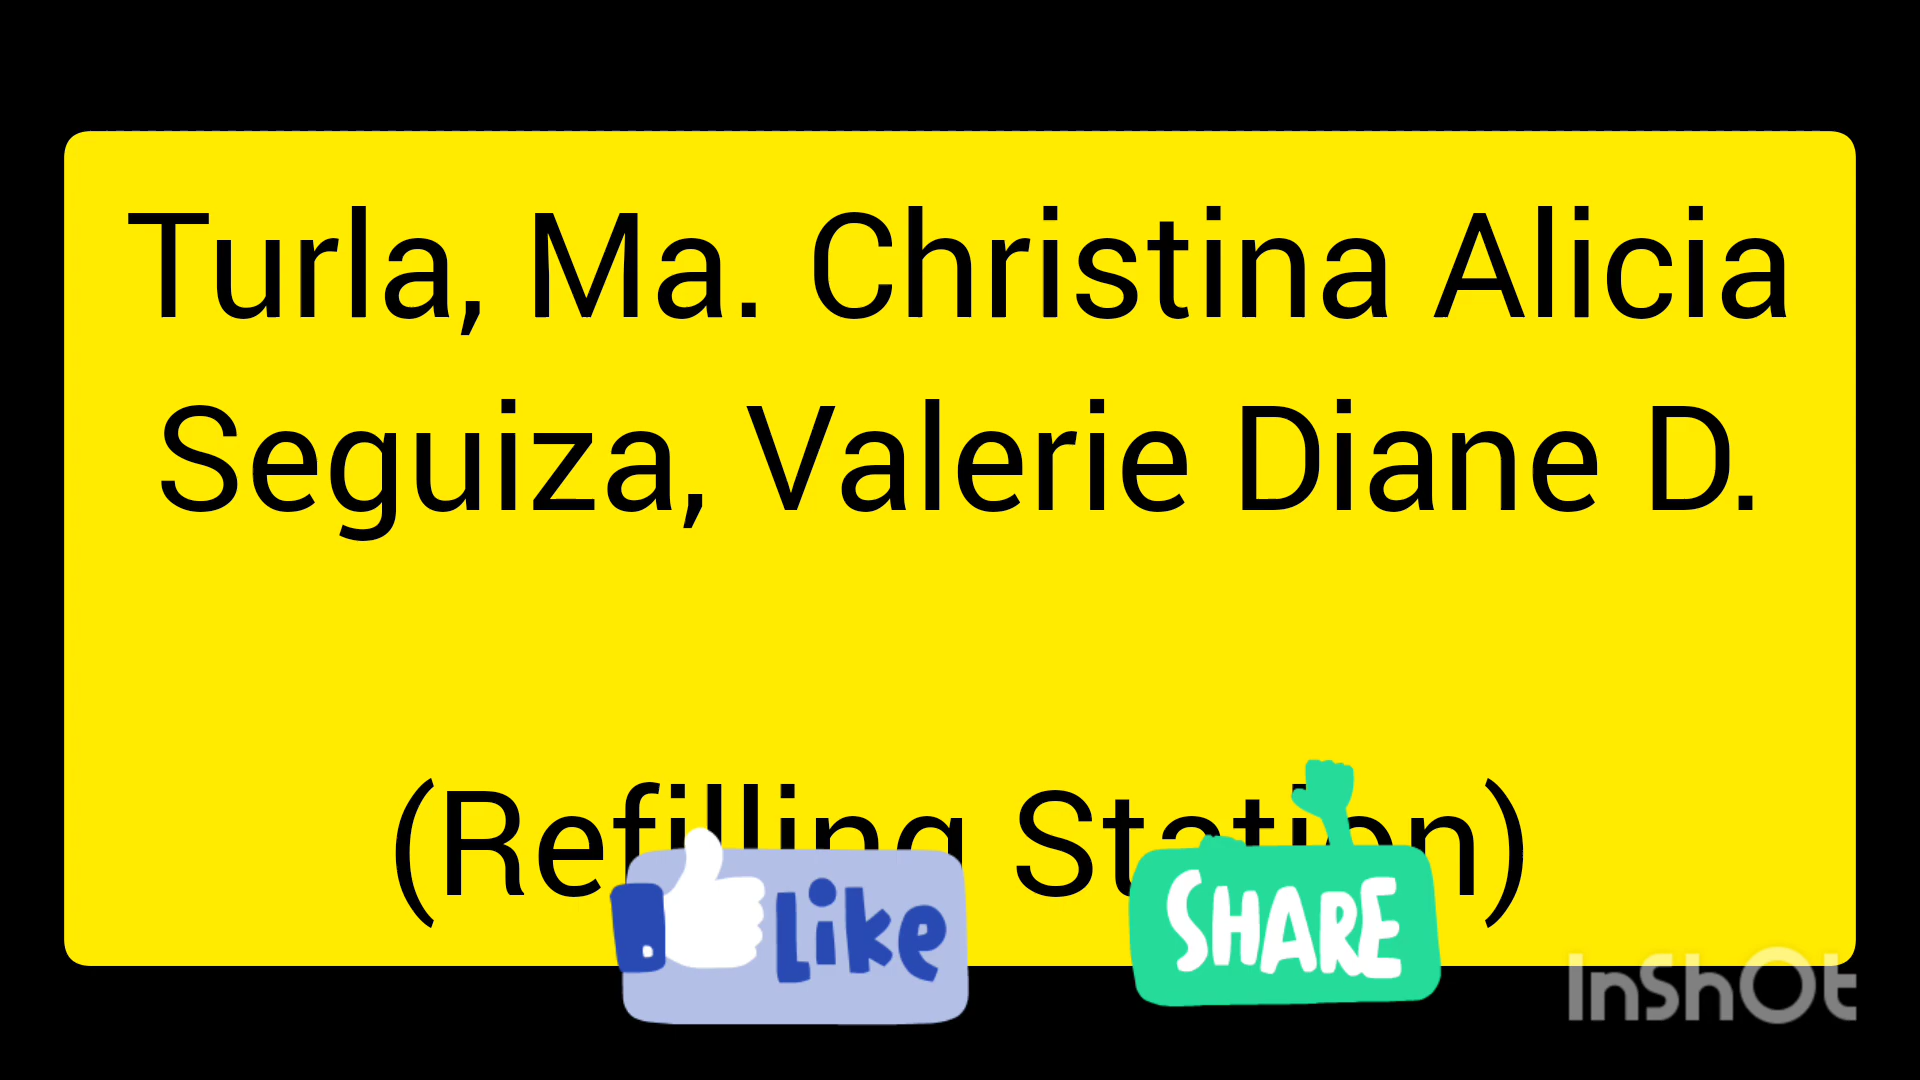 Turla, Ma. Christina Alicia
Seguiza, Valerie Diane D.
(Refilling Station)
Like
SHARE
InShOt